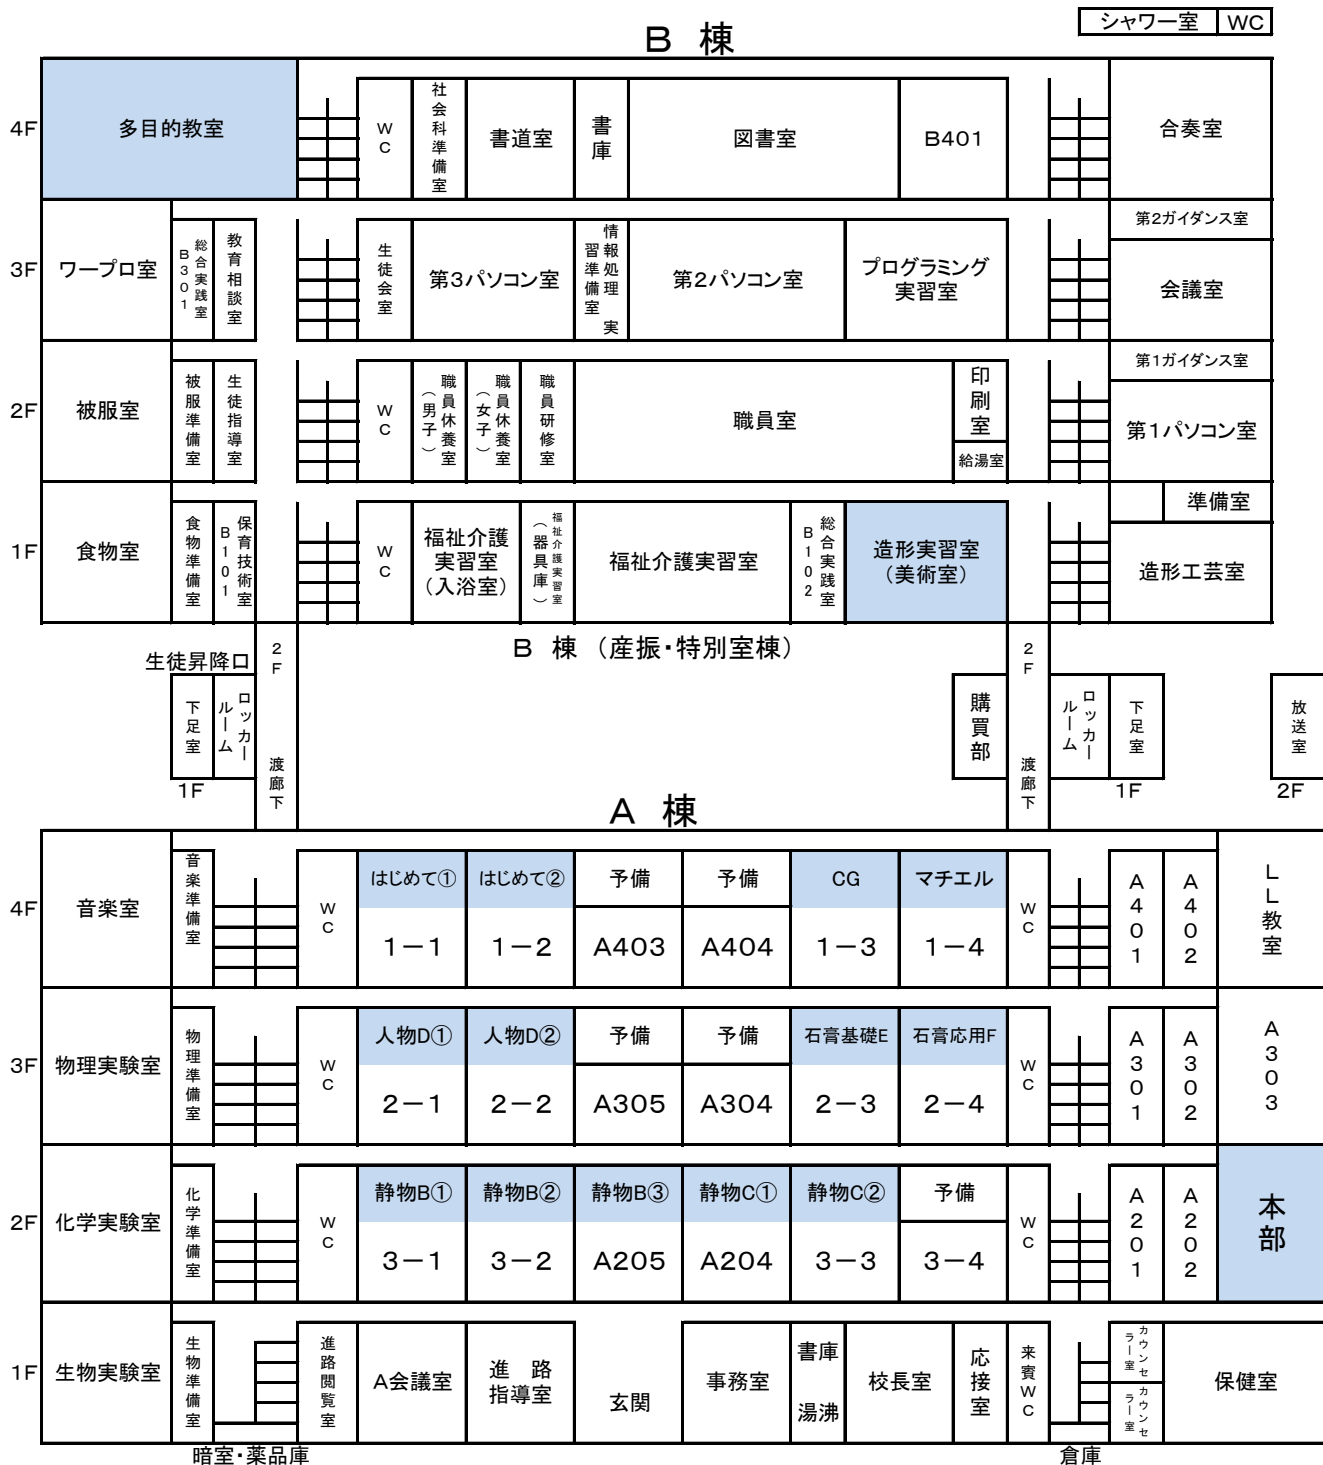 シャワー室 WC
B 棟
4F 多目的教室 WC 社会科準備室 書道室 書庫 図書室 B401 合奏室
3F ワープロ室 総合実践室B301 教育相談室 生徒会室 第3パソコン室 情報処理実習準備室 第2パソコン室 プログラミング実習室 第2ガイダンス室 会議室
2F 被服室 被服準備室 生徒指導室 WC 職員休養室(男子) 職員休養室(女子) 職員研修室 職員室 印刷室 給湯室 第1ガイダンス室 第1パソコン室
1F 食物室 食物準備室 保育技術室B101 WC 福祉介護実習室(入浴室) 福祉介護実習室(器具庫) 福祉介護実習室 総合実践室B102 造形実習室(美術室) 準備室 造形工芸室
B 棟 (産振・特別室棟)
生徒昇降口 2F 渡廊下 2F 渡廊下
下足室 ロッカールーム 購買部 ロッカールーム 下足室 放送室
1F 1F 2F
A 棟
4F 音楽室 音楽準備室 WC はじめて① はじめて② 予備 予備 CG マチエル WC A401 A402 LL教室
1-1 1-2 A403 A404 1-3 1-4
3F 物理実験室 物理準備室 WC 人物D① 人物D② 予備 予備 石膏基礎E 石膏応用F WC A301 A302 A303
2-1 2-2 A305 A304 2-3 2-4
2F 化学実験室 化学準備室 WC 静物B① 静物B② 静物B③ 静物C① 静物C② 予備 WC A201 A202 本部
3-1 3-2 A205 A204 3-3 3-4
1F 生物実験室 生物準備室 進路閲覧室 A会議室 進路指導室 玄関 事務室 書庫 湯沸 校長室 応接室 来賓WC カウンセラー室 カウンセラー室 保健室
暗室・薬品庫 倉庫